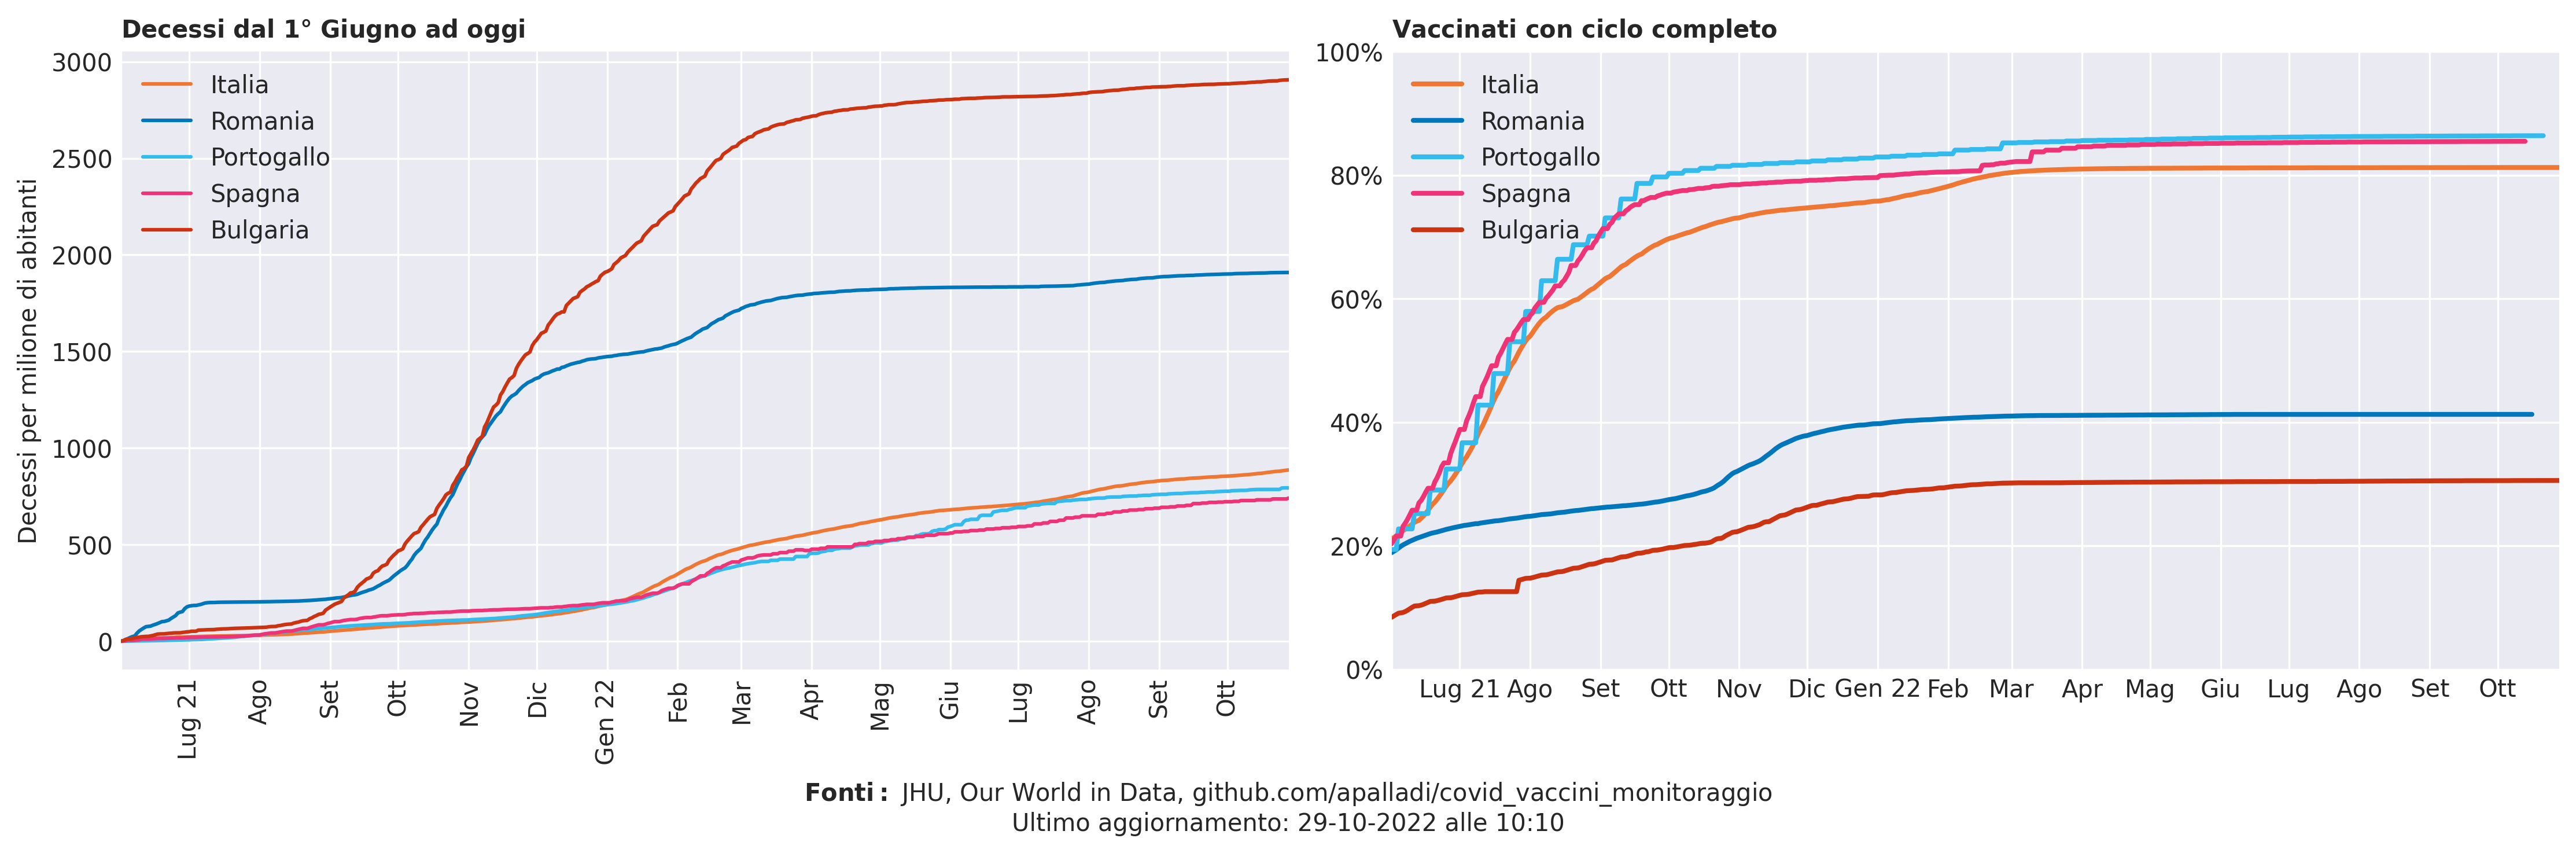 Decessi dal 1° Giugno ad oggi
3000
2500
2000
1500
1000
500
0
Decessi per milione di abitanti
Italia
Romania
Portogallo
Spagna
Bulgaria
Lug 21 Ago Set Ott Nov Dic Gen 22 Feb Mar Apr Mag Giu Lug Ago Set Ott
Vaccinati con ciclo completo
100%
80%
60%
40%
20%
0%
Italia
Romania
Portogallo
Spagna
Bulgaria
Lug 21 Ago Set Ott Nov Dic Gen 22 Feb Mar Apr Mag Giu Lug Ago Set Ott
Fonti: JHU, Our World in Data, github.com/apalladi/covid_vaccini_monitoraggio
Ultimo aggiornamento: 29-10-2022 alle 10:10